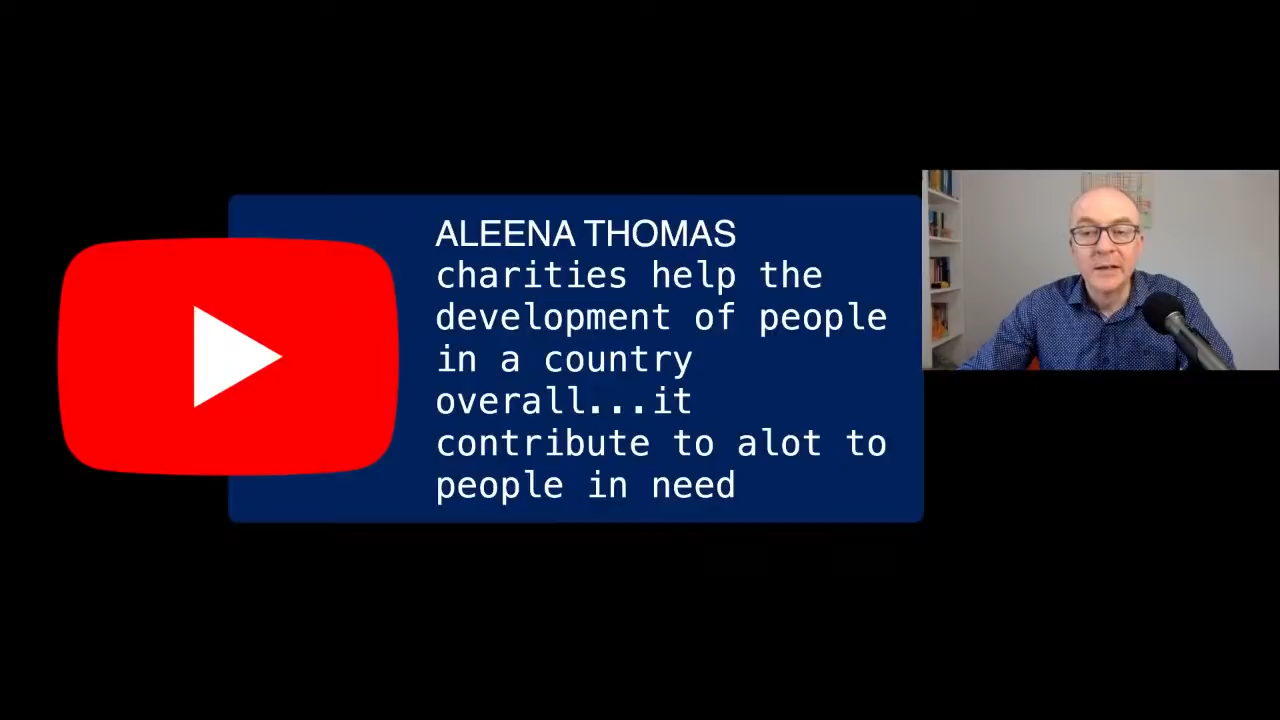 ALEENA THOMAS
charities help the
development of people
in a country
overall...it
contribute to alot to
people in need